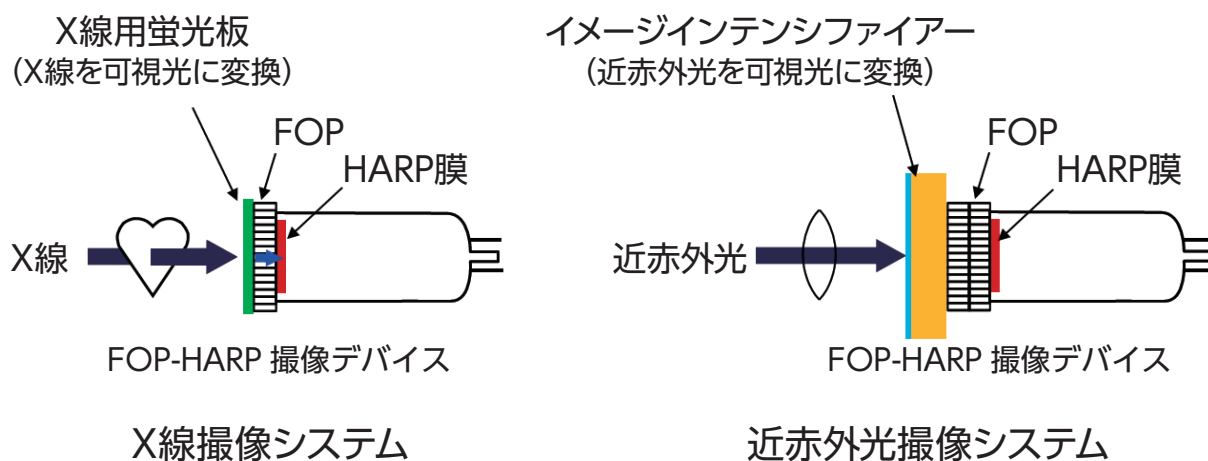 X線用蛍光板
（X線を可視光に変換）
FOP
HARP膜
X線
FOP-HARP 撮像デバイス
X線撮像システム
イメージインテンシファイアー
（近赤外光を可視光に変換）
FOP
HARP膜
近赤外光
FOP-HARP 撮像デバイス
近赤外光撮像システム